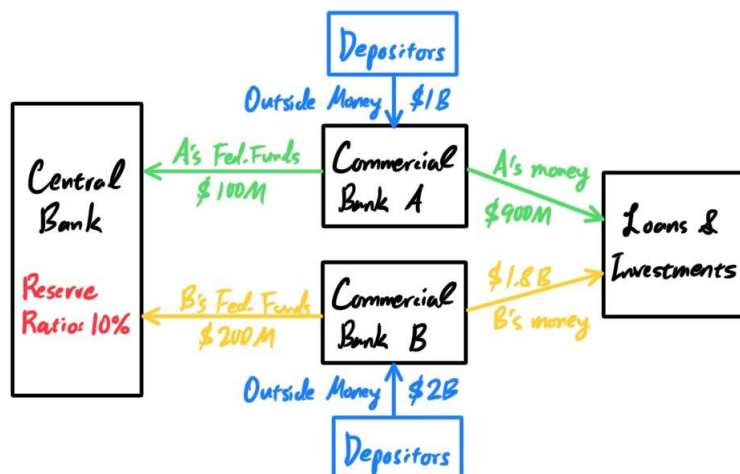 Depositors
Outside Money $1B
Central
Bank
Reserve
Ratio: 10%
A's Fed. Funds
$100M
Commercial
Bank A
A's money
$900M
Loans &
Investments
B's Fed. Funds
$200M
Commercial
Bank B
$1.8B
B's money
Outside Money $2B
Depositors